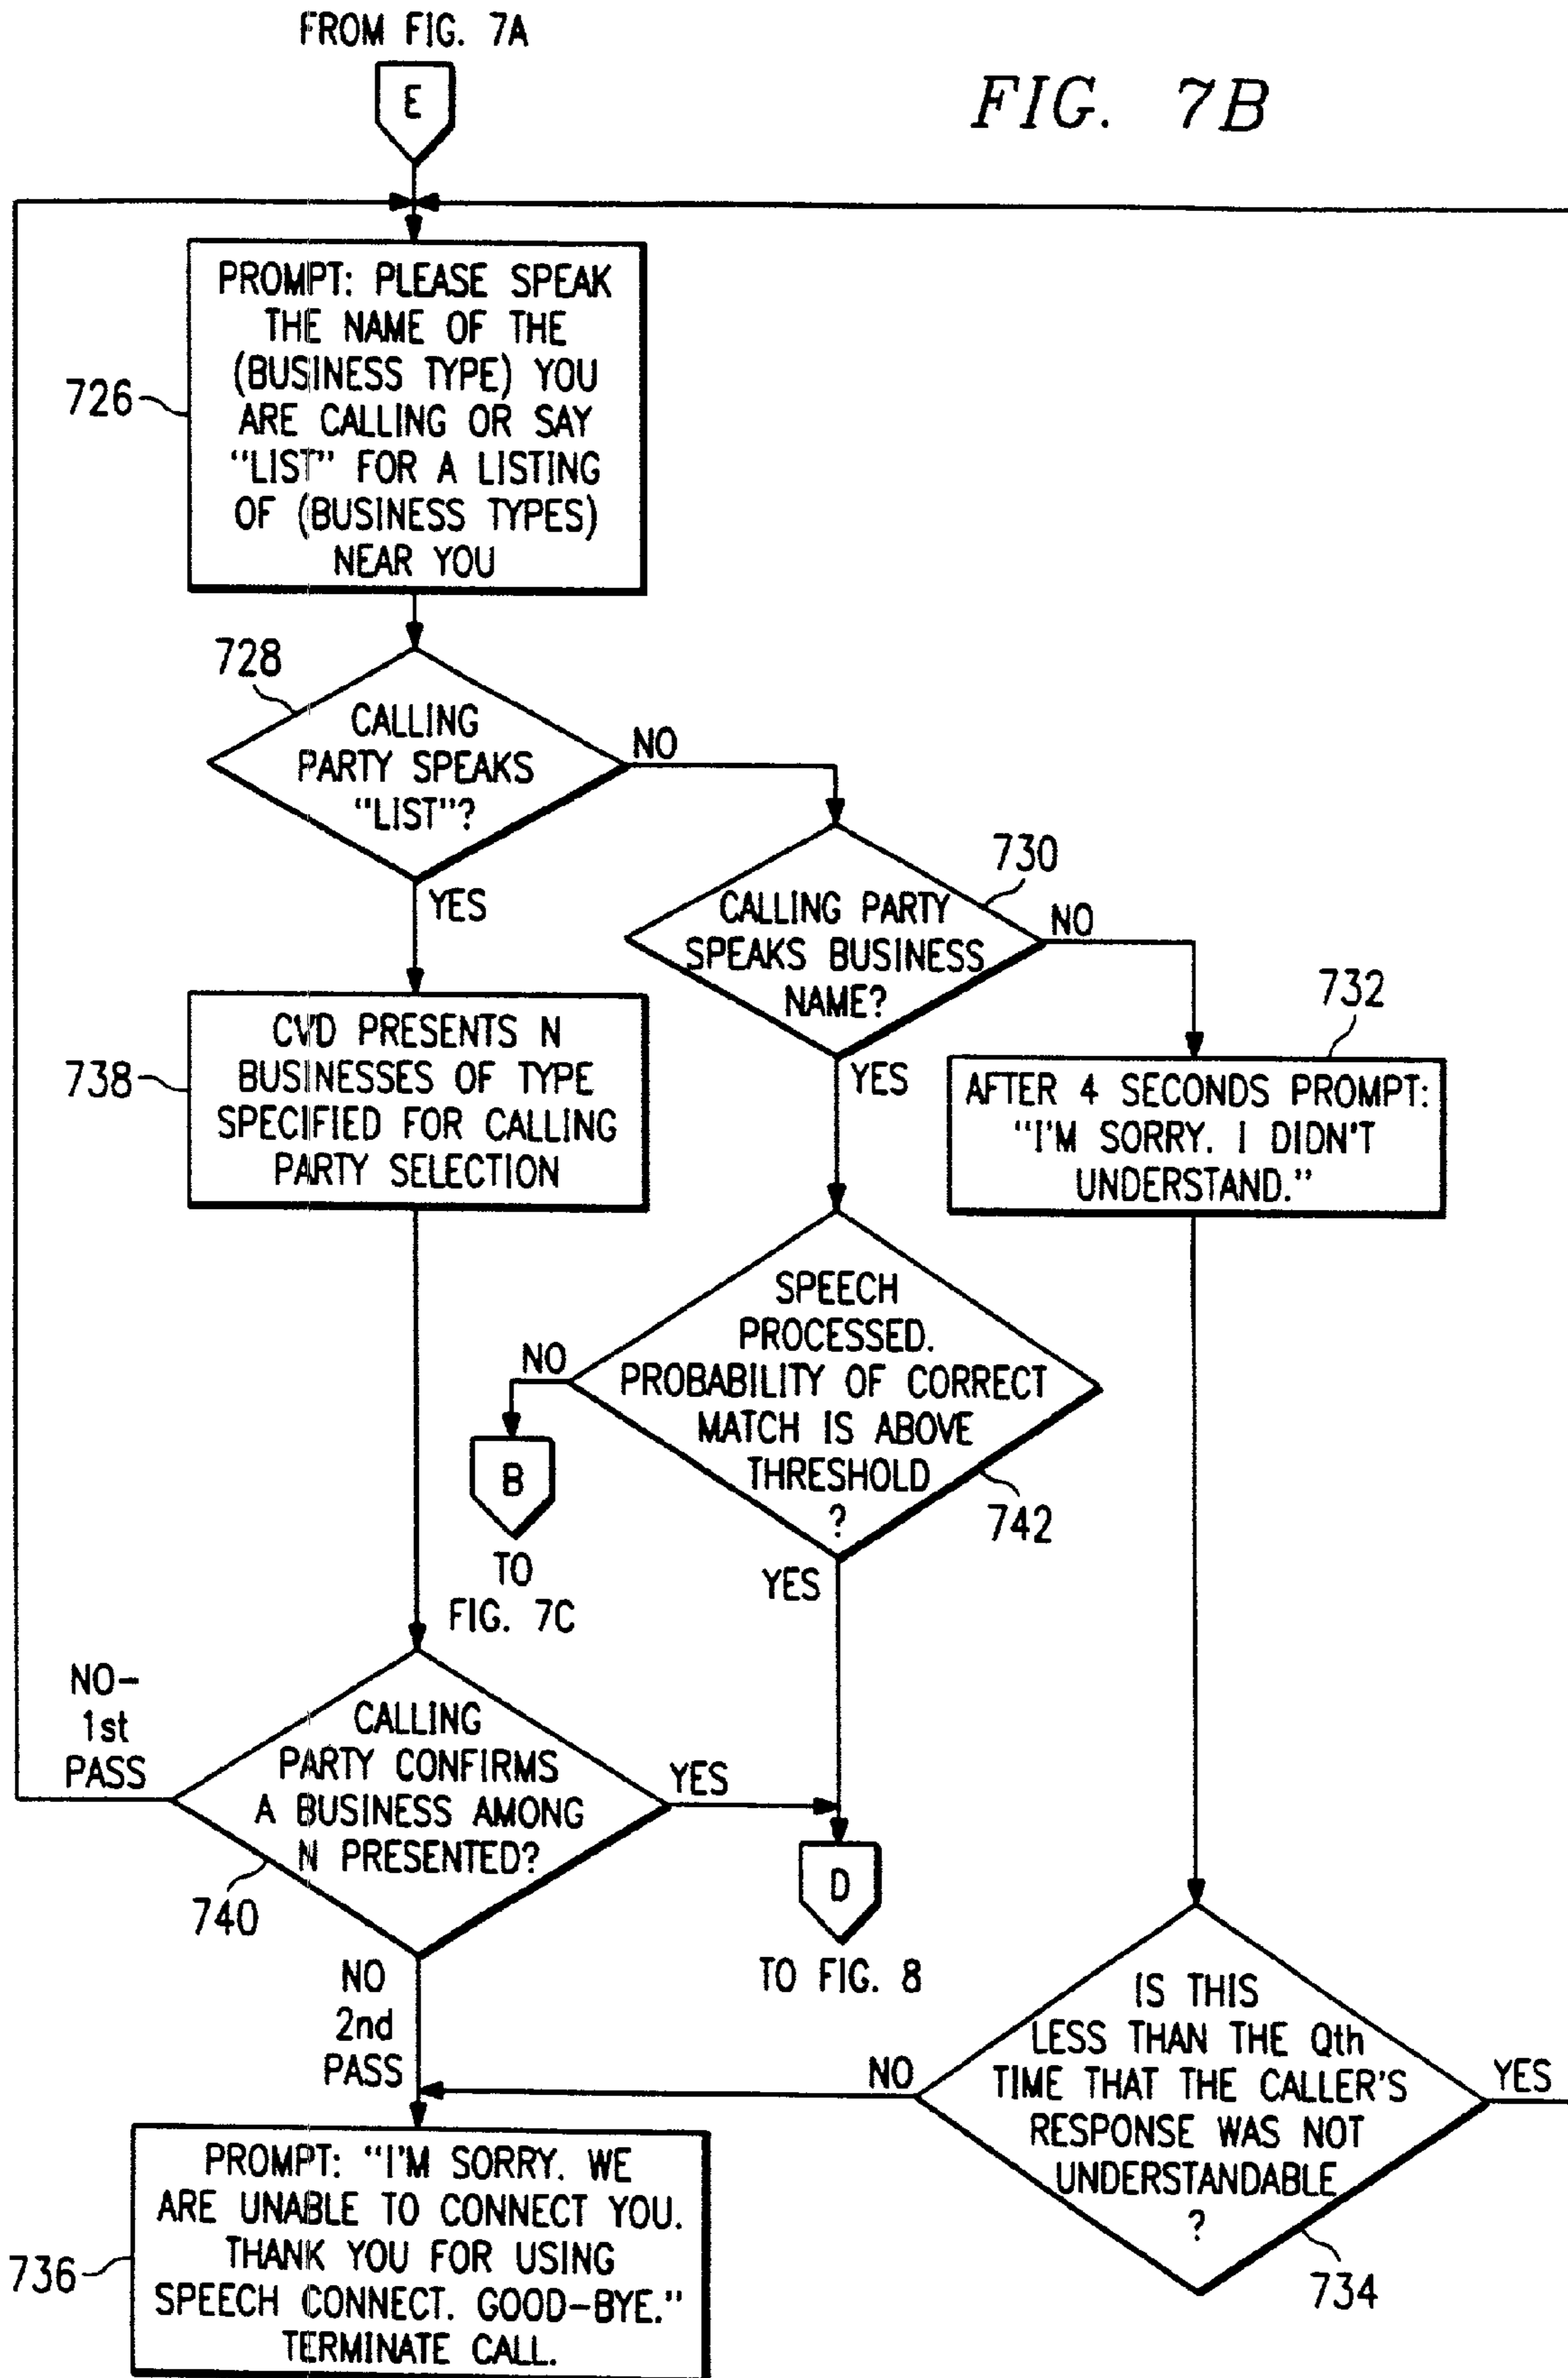 FROM FIG. 7A
E
FIG. 7B
PROMPT: PLEASE SPEAK
THE NAME OF THE
(BUSINESS TYPE) YOU
ARE CALLING OR SAY
"LIST" FOR A LISTING
OF (BUSINESS TYPES)
NEAR YOU
726
728
CALLING
PARTY SPEAKS
"LIST"?
NO
YES
730
CALLING PARTY
SPEAKS BUSINESS
NAME?
NO
YES
732
AFTER 4 SECONDS PROMPT:
"I'M SORRY. I DIDN'T
UNDERSTAND."
738
CVD PRESENTS N
BUSINESSES OF TYPE
SPECIFIED FOR CALLING
PARTY SELECTION
SPEECH
PROCESSED.
PROBABILITY OF CORRECT
MATCH IS ABOVE
THRESHOLD
?
742
NO
B
TO
FIG. 7C
YES
NO-
1st
PASS
CALLING
PARTY CONFIRMS
A BUSINESS AMONG
N PRESENTED?
740
YES
D
TO FIG. 8
NO
2nd
PASS
IS THIS
LESS THAN THE Qth
TIME THAT THE CALLER'S
RESPONSE WAS NOT
UNDERSTANDABLE
?
734
NO
YES
736
PROMPT: "I'M SORRY. WE
ARE UNABLE TO CONNECT YOU.
THANK YOU FOR USING
SPEECH CONNECT. GOOD-BYE."
TERMINATE CALL.